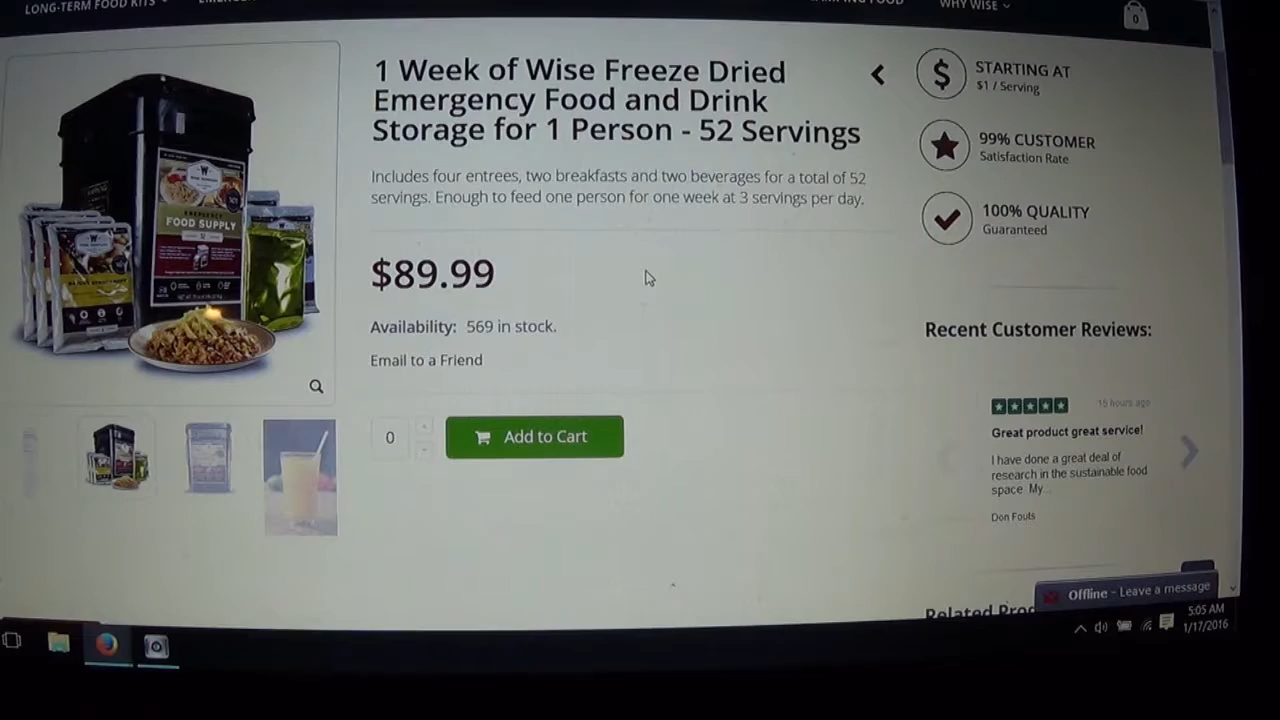 LONG-TERM FOOD KITS
WHY WISE
0
1 Week of Wise Freeze Dried
Emergency Food and Drink
Storage for 1 Person - 52 Servings
Includes four entrees, two breakfasts and two beverages for a total of 52
servings. Enough to feed one person for one week at 3 servings per day.
$89.99
Availability: 569 in stock.
Email to a Friend
0
Add to Cart
EMERGENCY
FOOD SUPPLY
$
STARTING AT
$1 / Serving
99% CUSTOMER
Satisfaction Rate
100% QUALITY
Guaranteed
Recent Customer Reviews:
15 hours ago
Great product great service!
I have done a great deal of
research in the sustainable food
space My...
Don Fouts
Offline - Leave a message
Related
5:05 AM
1/17/2016